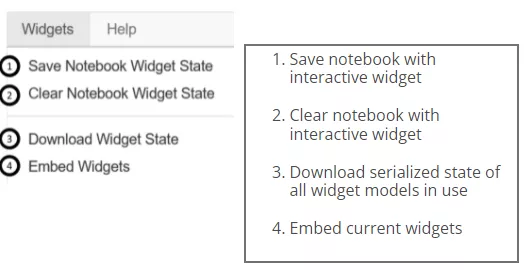 Widgets Help
1 Save Notebook Widget State
2 Clear Notebook Widget State
3 Download Widget State
4 Embed Widgets
1. Save notebook with
interactive widget
2. Clear notebook with
interactive widget
3. Download serialized state of
all widget models in use
4. Embed current widgets